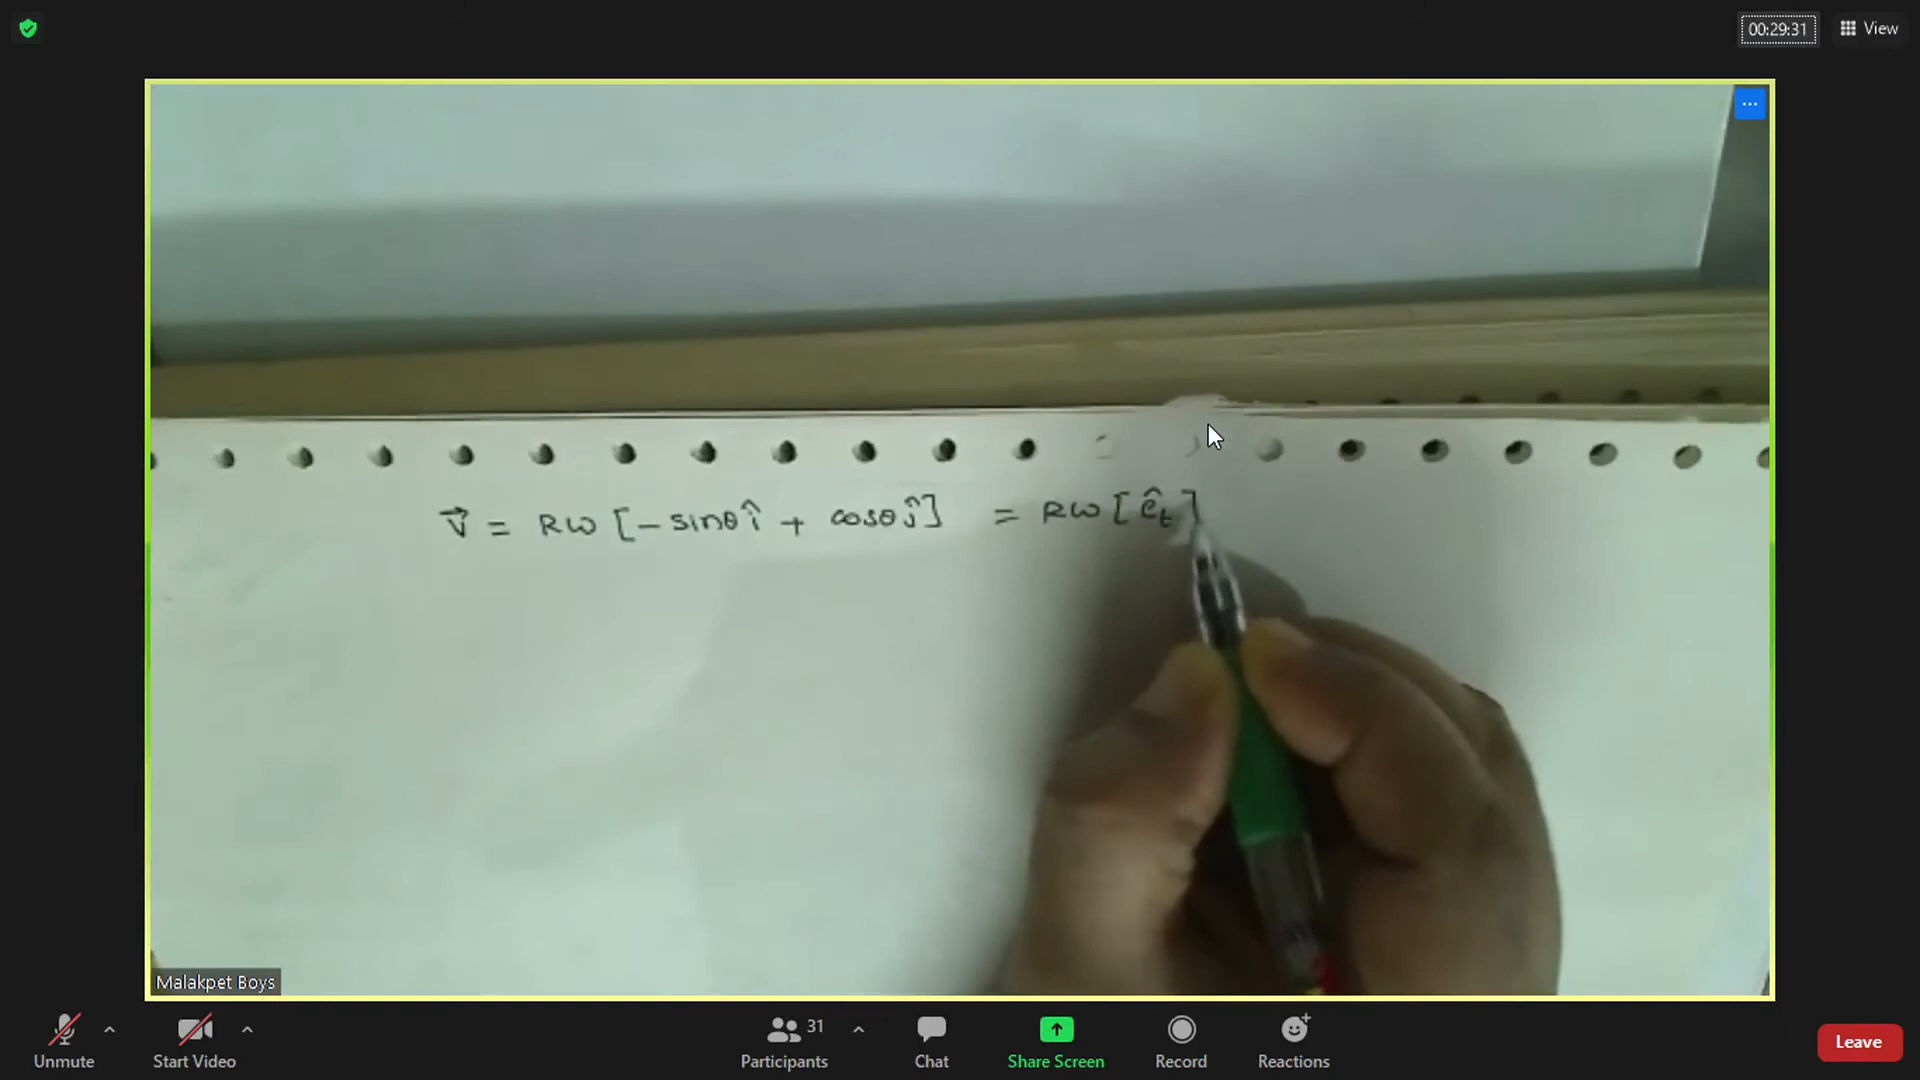 00:29:31
View
V⃗ = Rω [- sinθ î + cosθ ĵ] = Rω [ê_t]
Malakpet Boys
31
Unmute
Start Video
Participants
Chat
Share Screen
Record
Reactions
Leave